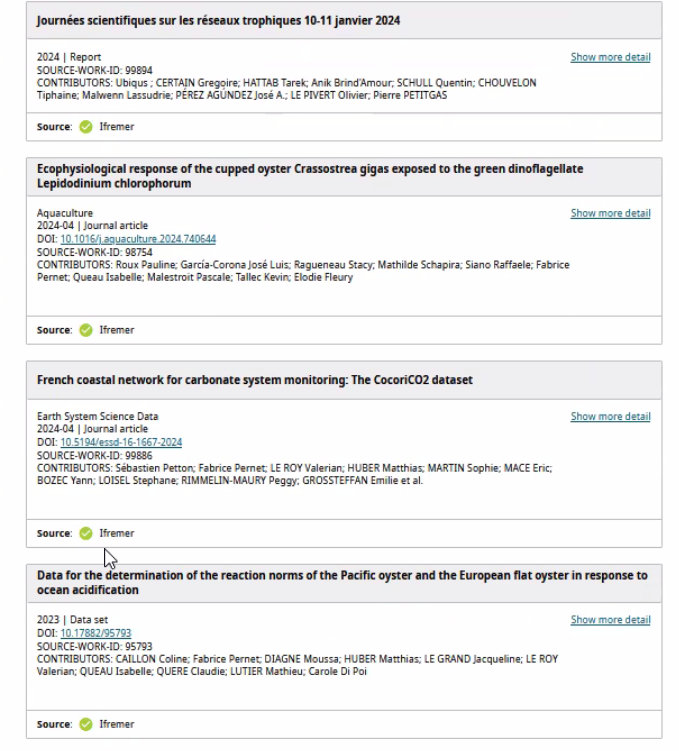 Journées scientifiques sur les réseaux trophiques 10-11 janvier 2024
2024 | Report
Show more detail
SOURCE-WORK-ID: 99894
CONTRIBUTORS: Ubiqus ; CERTAIN Gregoire; HATTAB Tarek; Anik Brind'Amour; SCHULL Quentin; CHOUVELON
Tiphaine; Malwenn Lassudrie; PÉREZ AGÚNDEZ José A.; LE PIVERT Olivier; Pierre PETITGAS
Source: Ifremer
Ecophysiological response of the cupped oyster Crassostrea gigas exposed to the green dinoflagellate
Lepidodinium chlorophorum
Aquaculture
Show more detail
2024-04 | Journal article
DOI: 10.1016/j.aquaculture.2024.740644
SOURCE-WORK-ID: 98754
CONTRIBUTORS: Roux Pauline; García-Corona José Luis; Ragueneau Stacy; Mathilde Schapira; Siano Raffaele; Fabrice
Pernet; Queau Isabelle; Malestroit Pascale; Tallec Kevin; Elodie Fleury
Source: Ifremer
French coastal network for carbonate system monitoring: The CocoriCO2 dataset
Earth System Science Data
Show more detail
2024-04 | Journal article
DOI: 10.5194/essd-16-1667-2024
SOURCE-WORK-ID: 99886
CONTRIBUTORS: Sébastien Petton; Fabrice Pernet; LE ROY Valerian; HUBER Matthias; MARTIN Sophie; MACE Eric;
BOZEC Yann; LOISEL Stephane; RIMMELIN-MAURY Peggy; GROSSTEFFAN Emilie et al.
Source: Ifremer
Data for the determination of the reaction norms of the Pacific oyster and the European flat oyster in response to
ocean acidification
2023 | Data set
Show more detail
DOI: 10.17882/95793
SOURCE-WORK-ID: 95793
CONTRIBUTORS: CAILLON Coline; Fabrice Pernet; DIAGNE Moussa; HUBER Matthias; LE GRAND Jacqueline; LE ROY
Valerian; QUEAU Isabelle; QUERE Claudie; LUTIER Mathieu; Carole Di Poi
Source: Ifremer